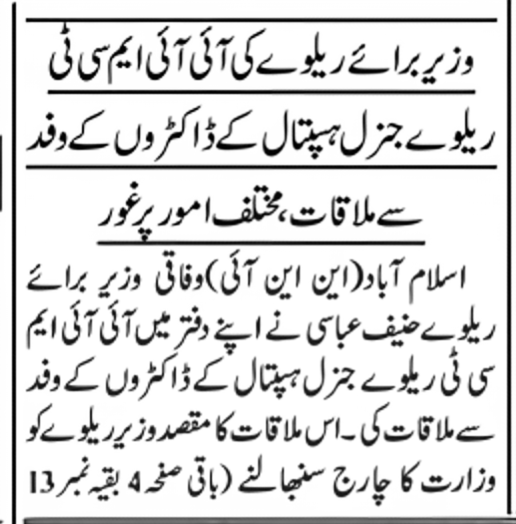 وزیر برائے ریلوے کی آئی آئی ایم سی ٹی
ریلوے جنرل ہسپتال کے ڈاکٹروں کے وفد
سے ملاقات، مختلف امور پر غور
اسلام آباد(این این آئی)وفاقی وزیر برائے
ریلوے حنیف عباسی نے اپنے دفتر میں آئی آئی ایم
سی ٹی ریلوے جنرل ہسپتال کے ڈاکٹروں کے وفد
سے ملاقات کی۔اس ملاقات کا مقصد وزیر ریلوے کو
وزارت کا چارج سنبھالنے (باقی صفحہ 4 بقیہ نمبر 13